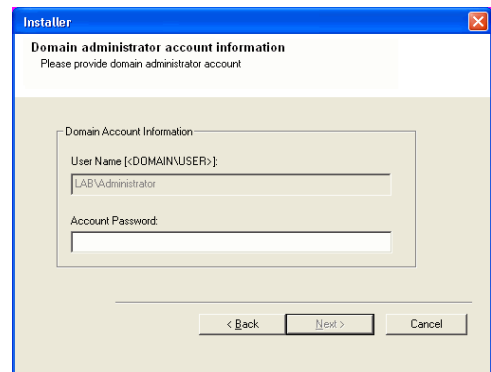 Installer
Domain administrator account information
Please provide domain administrator account
Domain Account Information
User Name [<DOMAIN\USER>]:
LAB\Administrator
Account Password:
< Back
Next >
Cancel